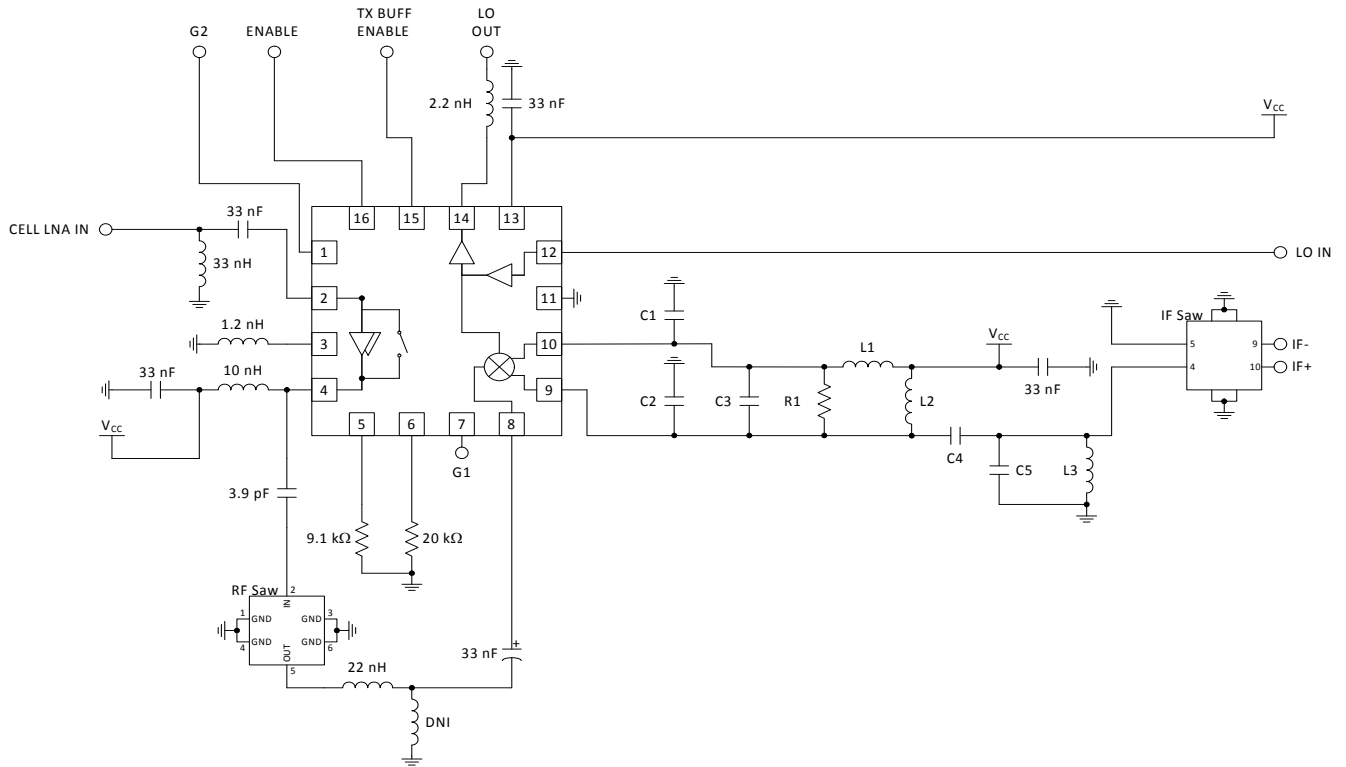 TX BUFF
ENABLE
LO
OUT
G2
ENABLE
2.2 nH
33 nF
VCC
16
15
14
13
CELL LNA IN
33 nF
33 nH
1
2
3
4
12
11
10
9
LO IN
1.2 nH
33 nF
10 nH
VCC
C1
C2
C3
R1
L1
L2
VCC
33 nF
C4
C5
L3
IF Saw
5
4
9
10
IF-
IF+
5
6
7
8
G1
3.9 pF
9.1 kΩ
20 kΩ
RF Saw
2
IN
1
GND
GND
3
4
GND
GND
6
OUT
5
22 nH
33 nF
+
DNI